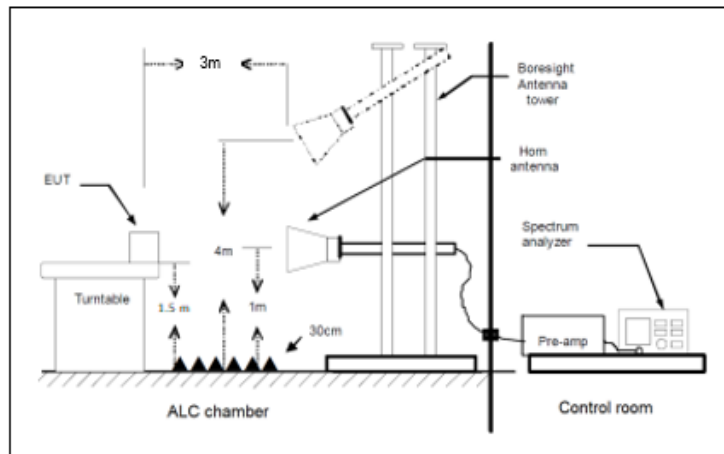 3m
Boresight
Antenna
tower
Horn
antenna
EUT
Spectrum
analyzer
4m
Turntable
1.5 m
1m
30cm
Pre-amp
ALC chamber
Control room